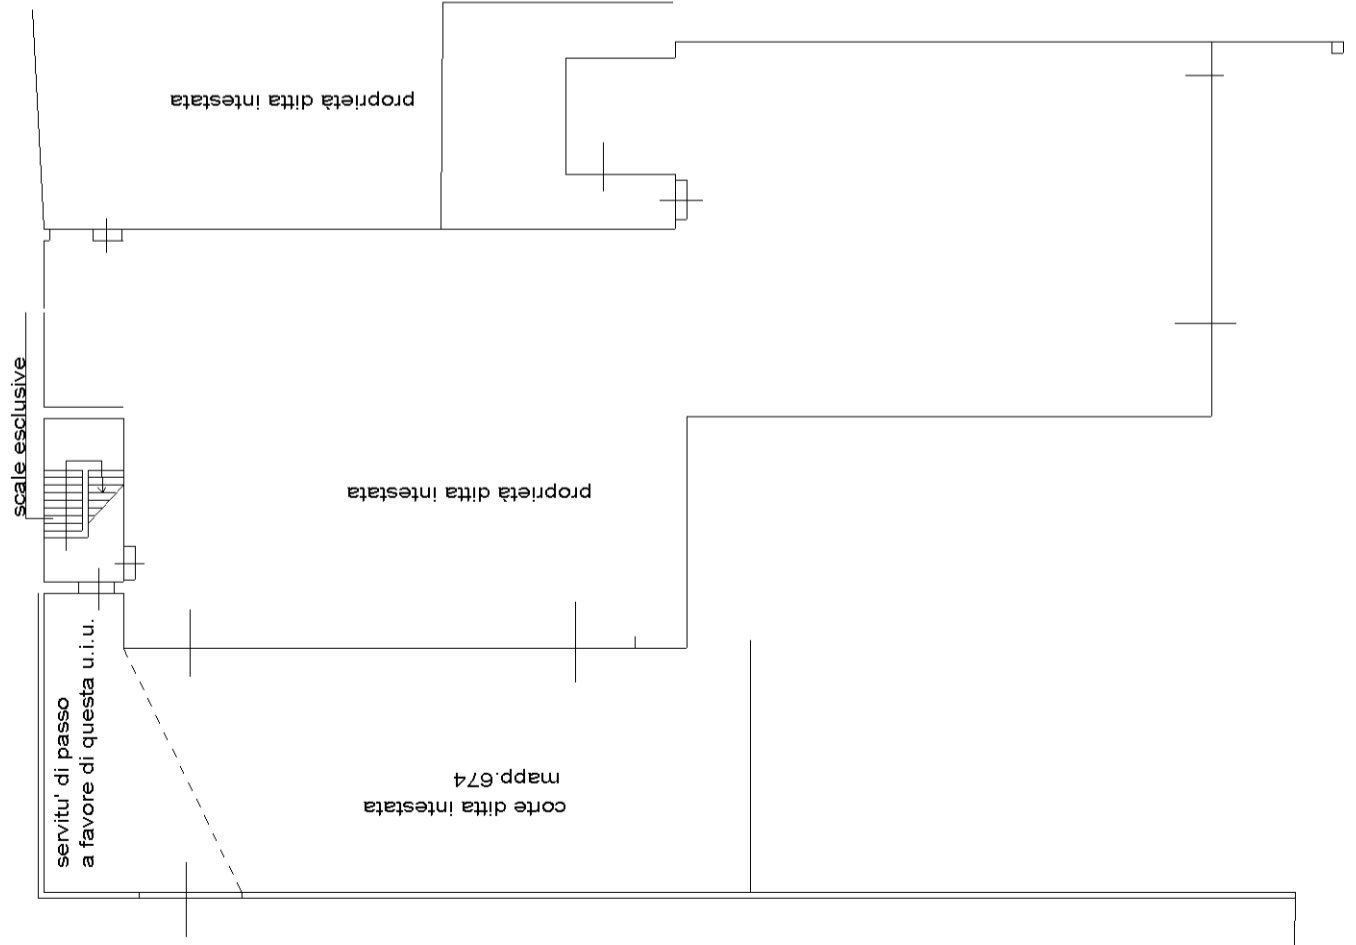 proprietà ditta intestata
scale esclusive
proprietà ditta intestata
servitu' di passo
a favore di questa u.i.u.
corte ditta intestata
mapp.674